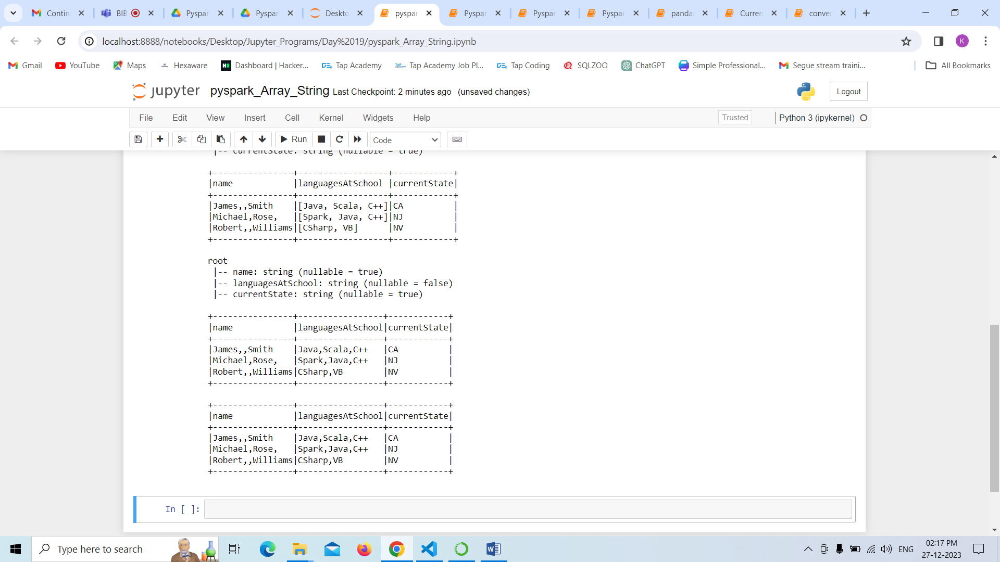 Contin
BIB
Pyspar
Pyspar
Deskto
pyspar
Pyspar
Pyspar
Pyspar
panda
Curren
conver
localhost:8888/notebooks/Desktop/Jupyter_Programs/Day%2019/pyspark_Array_String.ipynb
K
Gmail
YouTube
Maps
Hexaware
Dashboard | Hacker...
Tap Academy
Tap Academy Job Pl...
Tap Coding
SQLZOO
ChatGPT
Simple Professional...
Segue stream traini...
All Bookmarks
jupyter pyspark_Array_String Last Checkpoint: 2 minutes ago (unsaved changes)
Logout
File Edit View Insert Cell Kernel Widgets Help
Trusted
Python 3 (ipykernel)
Run
Code
|-- currentState: string (nullable = true)
+----------------+------------------+------------+
|name            |languagesAtSchool |currentState|
+----------------+------------------+------------+
|James,,Smith    |[Java, Scala, C++]|CA          |
|Michael,Rose,   |[Spark, Java, C++]|NJ          |
|Robert,,Williams|[CSharp, VB]      |NV          |
+----------------+------------------+------------+
root
|-- name: string (nullable = true)
|-- languagesAtSchool: string (nullable = false)
|-- currentState: string (nullable = true)
+----------------+-----------------+------------+
|name            |languagesAtSchool|currentState|
+----------------+-----------------+------------+
|James,,Smith    |Java,Scala,C++   |CA          |
|Michael,Rose,   |Spark,Java,C++   |NJ          |
|Robert,,Williams|CSharp,VB        |NV          |
+----------------+-----------------+------------+
+----------------+-----------------+------------+
|name            |languagesAtSchool|currentState|
+----------------+-----------------+------------+
|James,,Smith    |Java,Scala,C++   |CA          |
|Michael,Rose,   |Spark,Java,C++   |NJ          |
|Robert,,Williams|CSharp,VB        |NV          |
+----------------+-----------------+------------+
In [ ]:
Type here to search
ENG
02:17 PM
27-12-2023